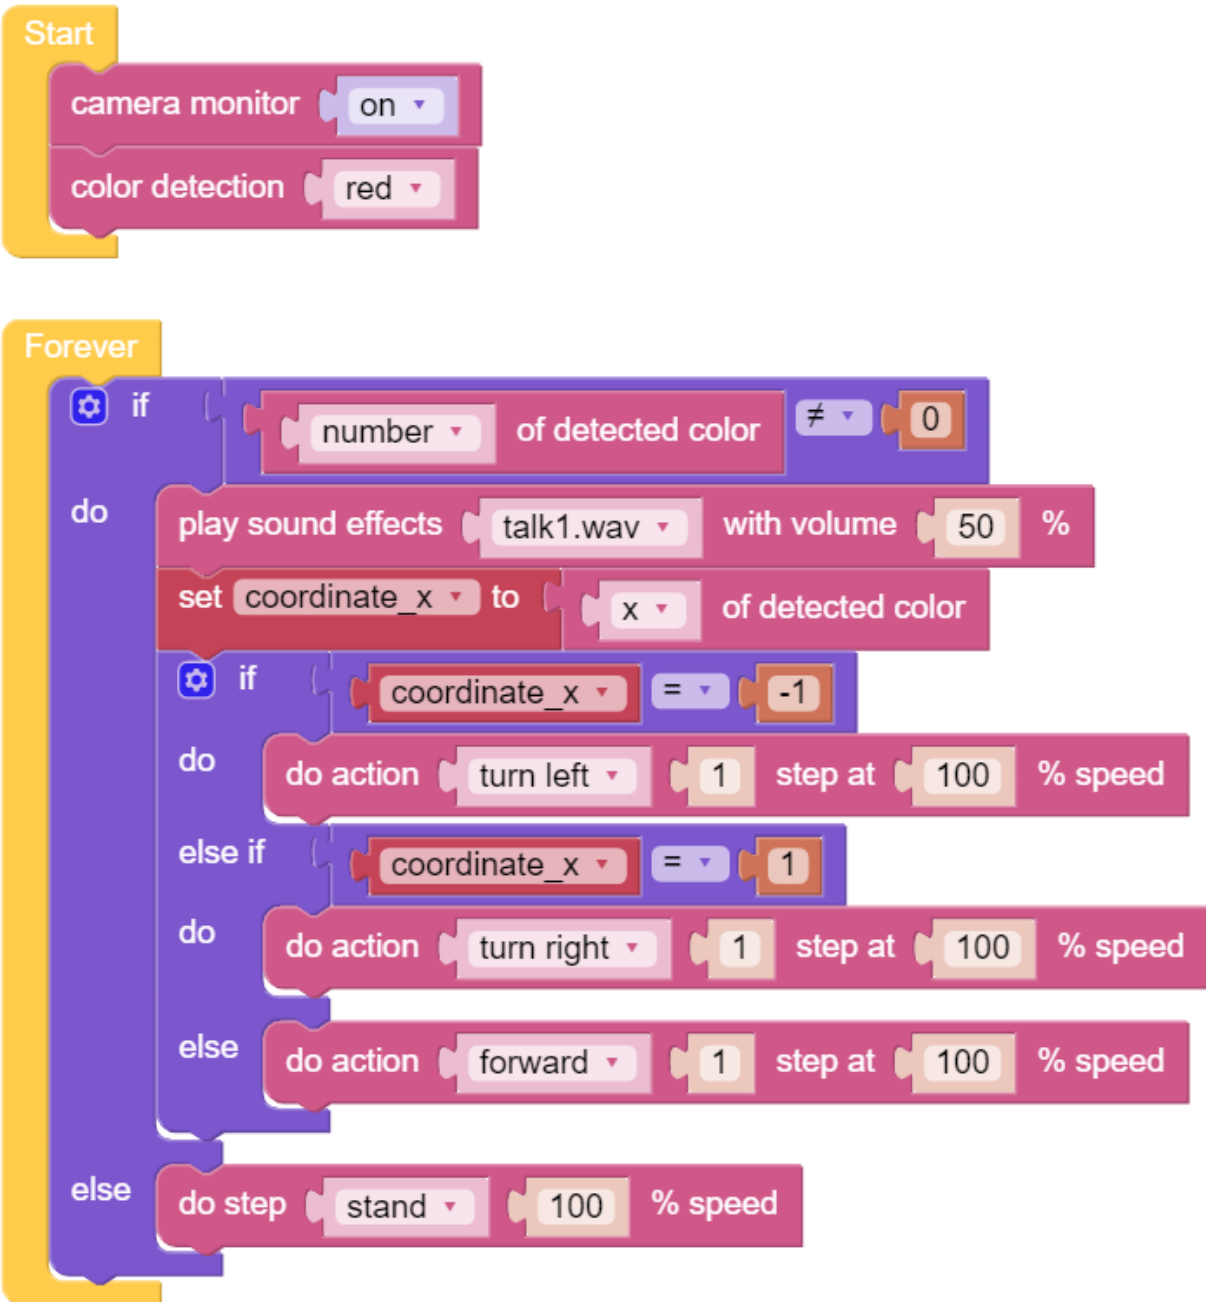 Start
camera monitor on
color detection red
Forever
if number of detected color ≠ 0
do play sound effects talk1.wav with volume 50 %
set coordinate_x to x of detected color
if coordinate_x = -1
do do action turn left 1 step at 100 % speed
else if coordinate_x = 1
do do action turn right 1 step at 100 % speed
else do action forward 1 step at 100 % speed
else do step stand 100 % speed